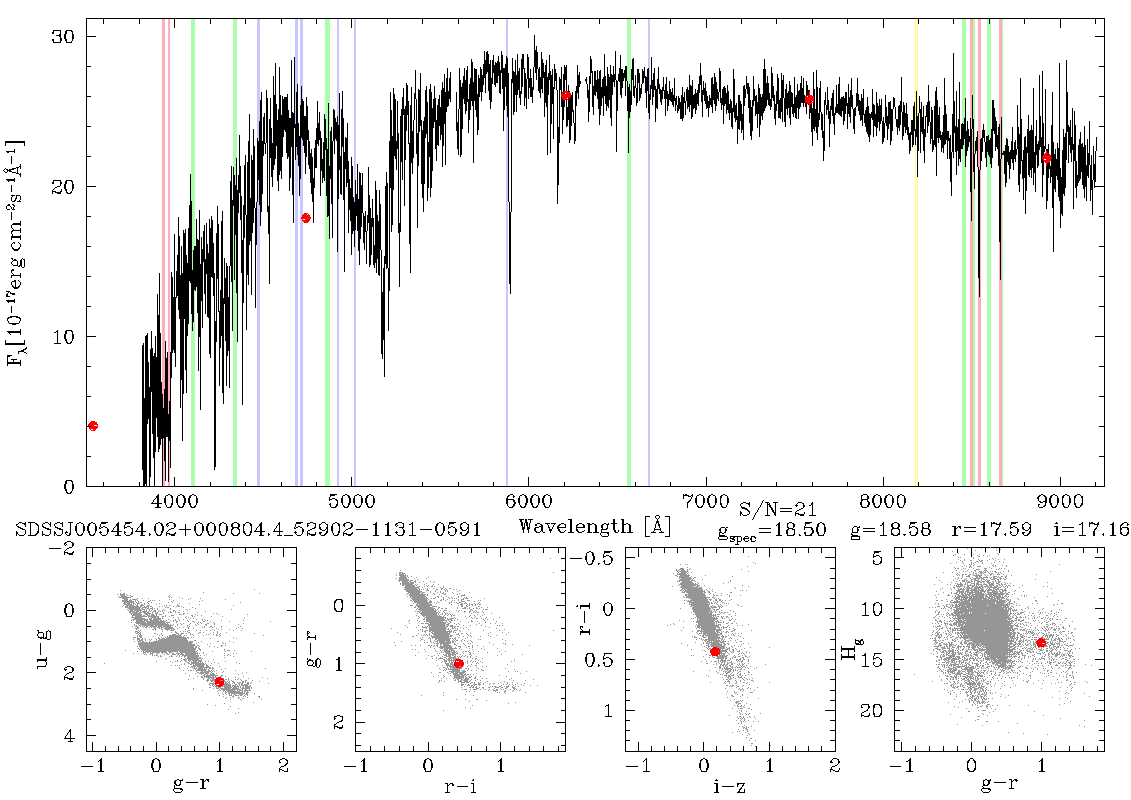 30
20
10
0
F_λ[10⁻¹⁷erg cm⁻²s⁻¹Å⁻¹]
4000 5000 6000 7000 8000 9000
Wavelength [Å]
S/N=21
SDSSJ005454.02+000804.4_52902-1131-0591
g_spec=18.50 g=18.58 r=17.59 i=17.16
-2
0
2
4
u-g
-1 0 1 2
g-r
0
1
2
g-r
0 1
r-i
-0.5
0
0.5
1
r-i
-1 0 1 2
i-z
5
10
15
20
H_g
-1 0 1
g-r